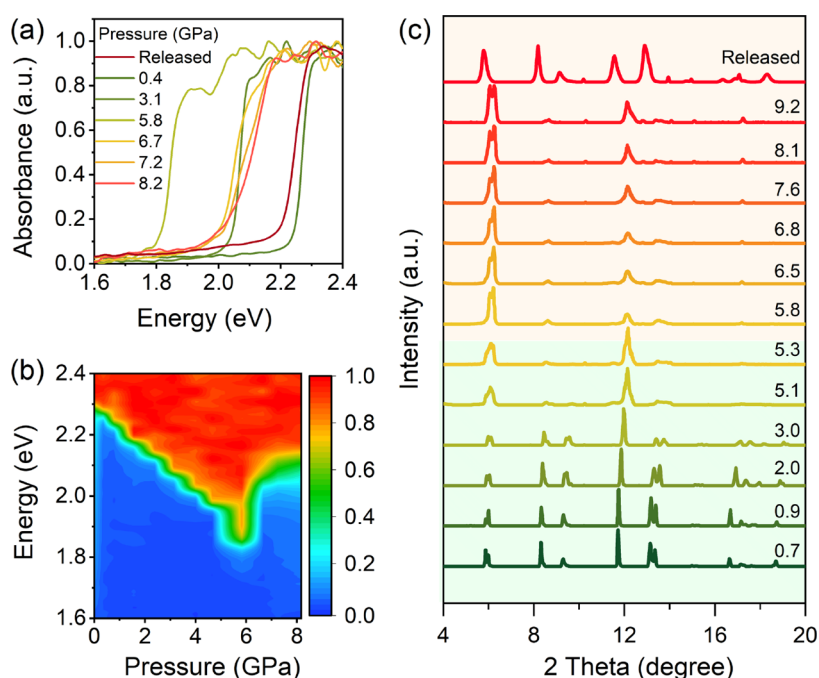 (a)
Pressure (GPa)
Released
0.4
3.1
5.8
6.7
7.2
8.2
1.0
0.8
0.6
0.4
0.2
0.0
Absorbance (a.u.)
1.6 1.8 2.0 2.2 2.4
Energy (eV)
(b)
2.4
2.2
2.0
1.8
1.6
Energy (eV)
0 2 4 6 8
Pressure (GPa)
1.0
0.8
0.6
0.4
0.2
0.0
(c)
Released
9.2
8.1
7.6
6.8
6.5
5.8
5.3
5.1
3.0
2.0
0.9
0.7
Intensity (a.u.)
4 8 12 16 20
2 Theta (degree)